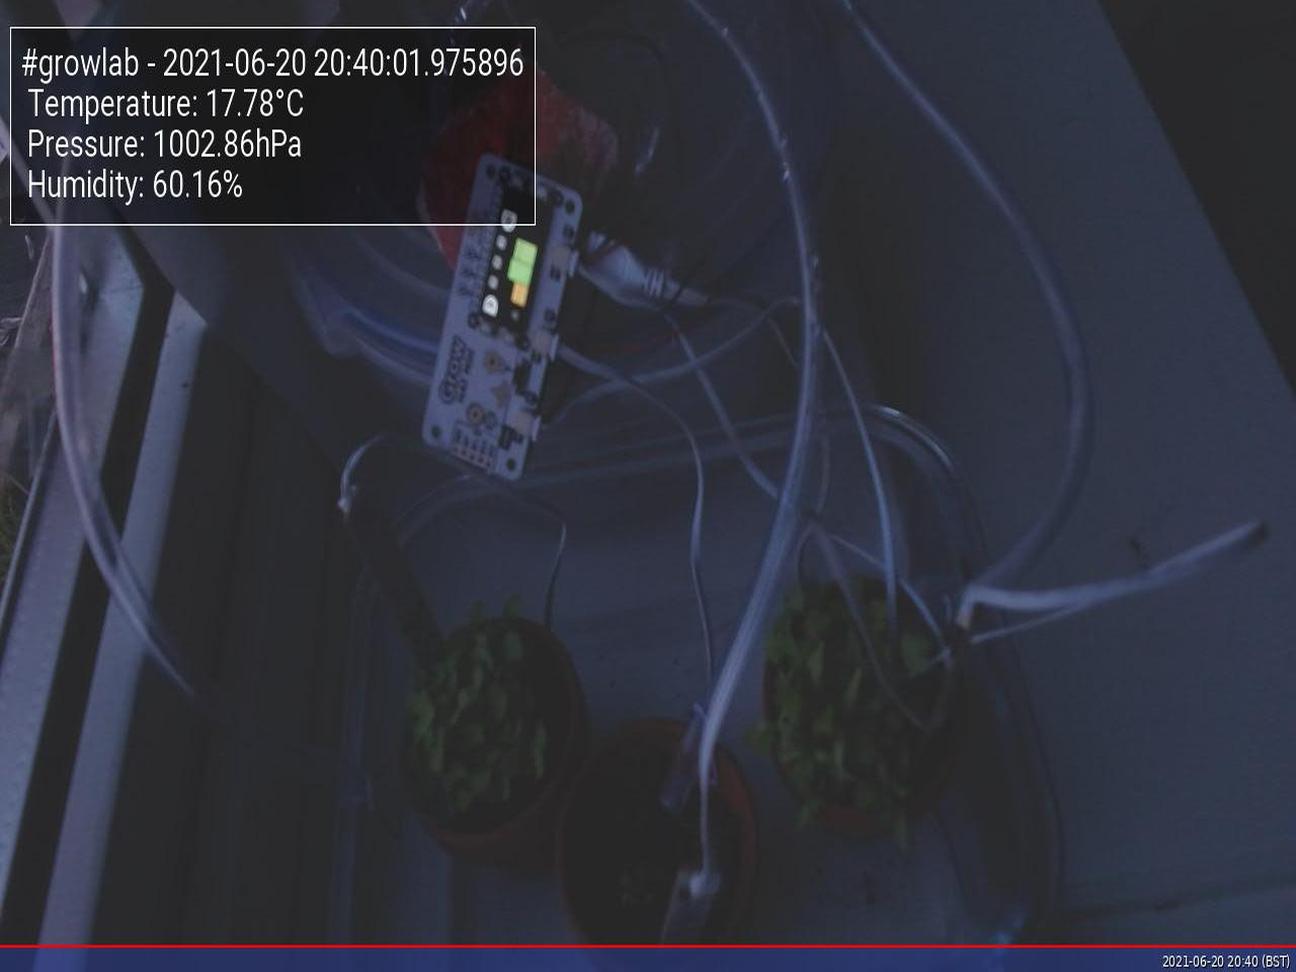 #growlab - 2021-06-20 20:40:01.975896
Temperature: 17.78°C
Pressure: 1002.86hPa
Humidity: 60.16%
Grow
2021-06-20 20:40 (BST)